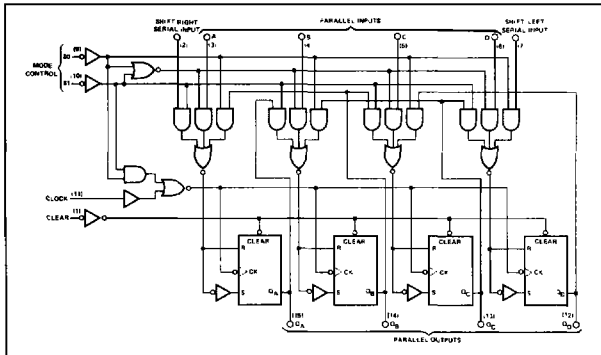 SHIFT RIGHT SERIAL INPUT
PARALLEL INPUTS
SHIFT LEFT SERIAL INPUT
A
B
C
D
(2)
(3)
(4)
(5)
(6)
(7
MODE CONTROL
S0
(9)
S1
(10)
CLOCK
(11)
CLEAR
(1)
CLEAR
CLEAR
CLEAR
CLEAR
R
R
R
R
CK
CK
CK
CK
S
QA
S
QB
S
QC
S
QD
(15)
(14)
(13)
(12)
QA
QB
QC
QD
PARALLEL OUTPUTS